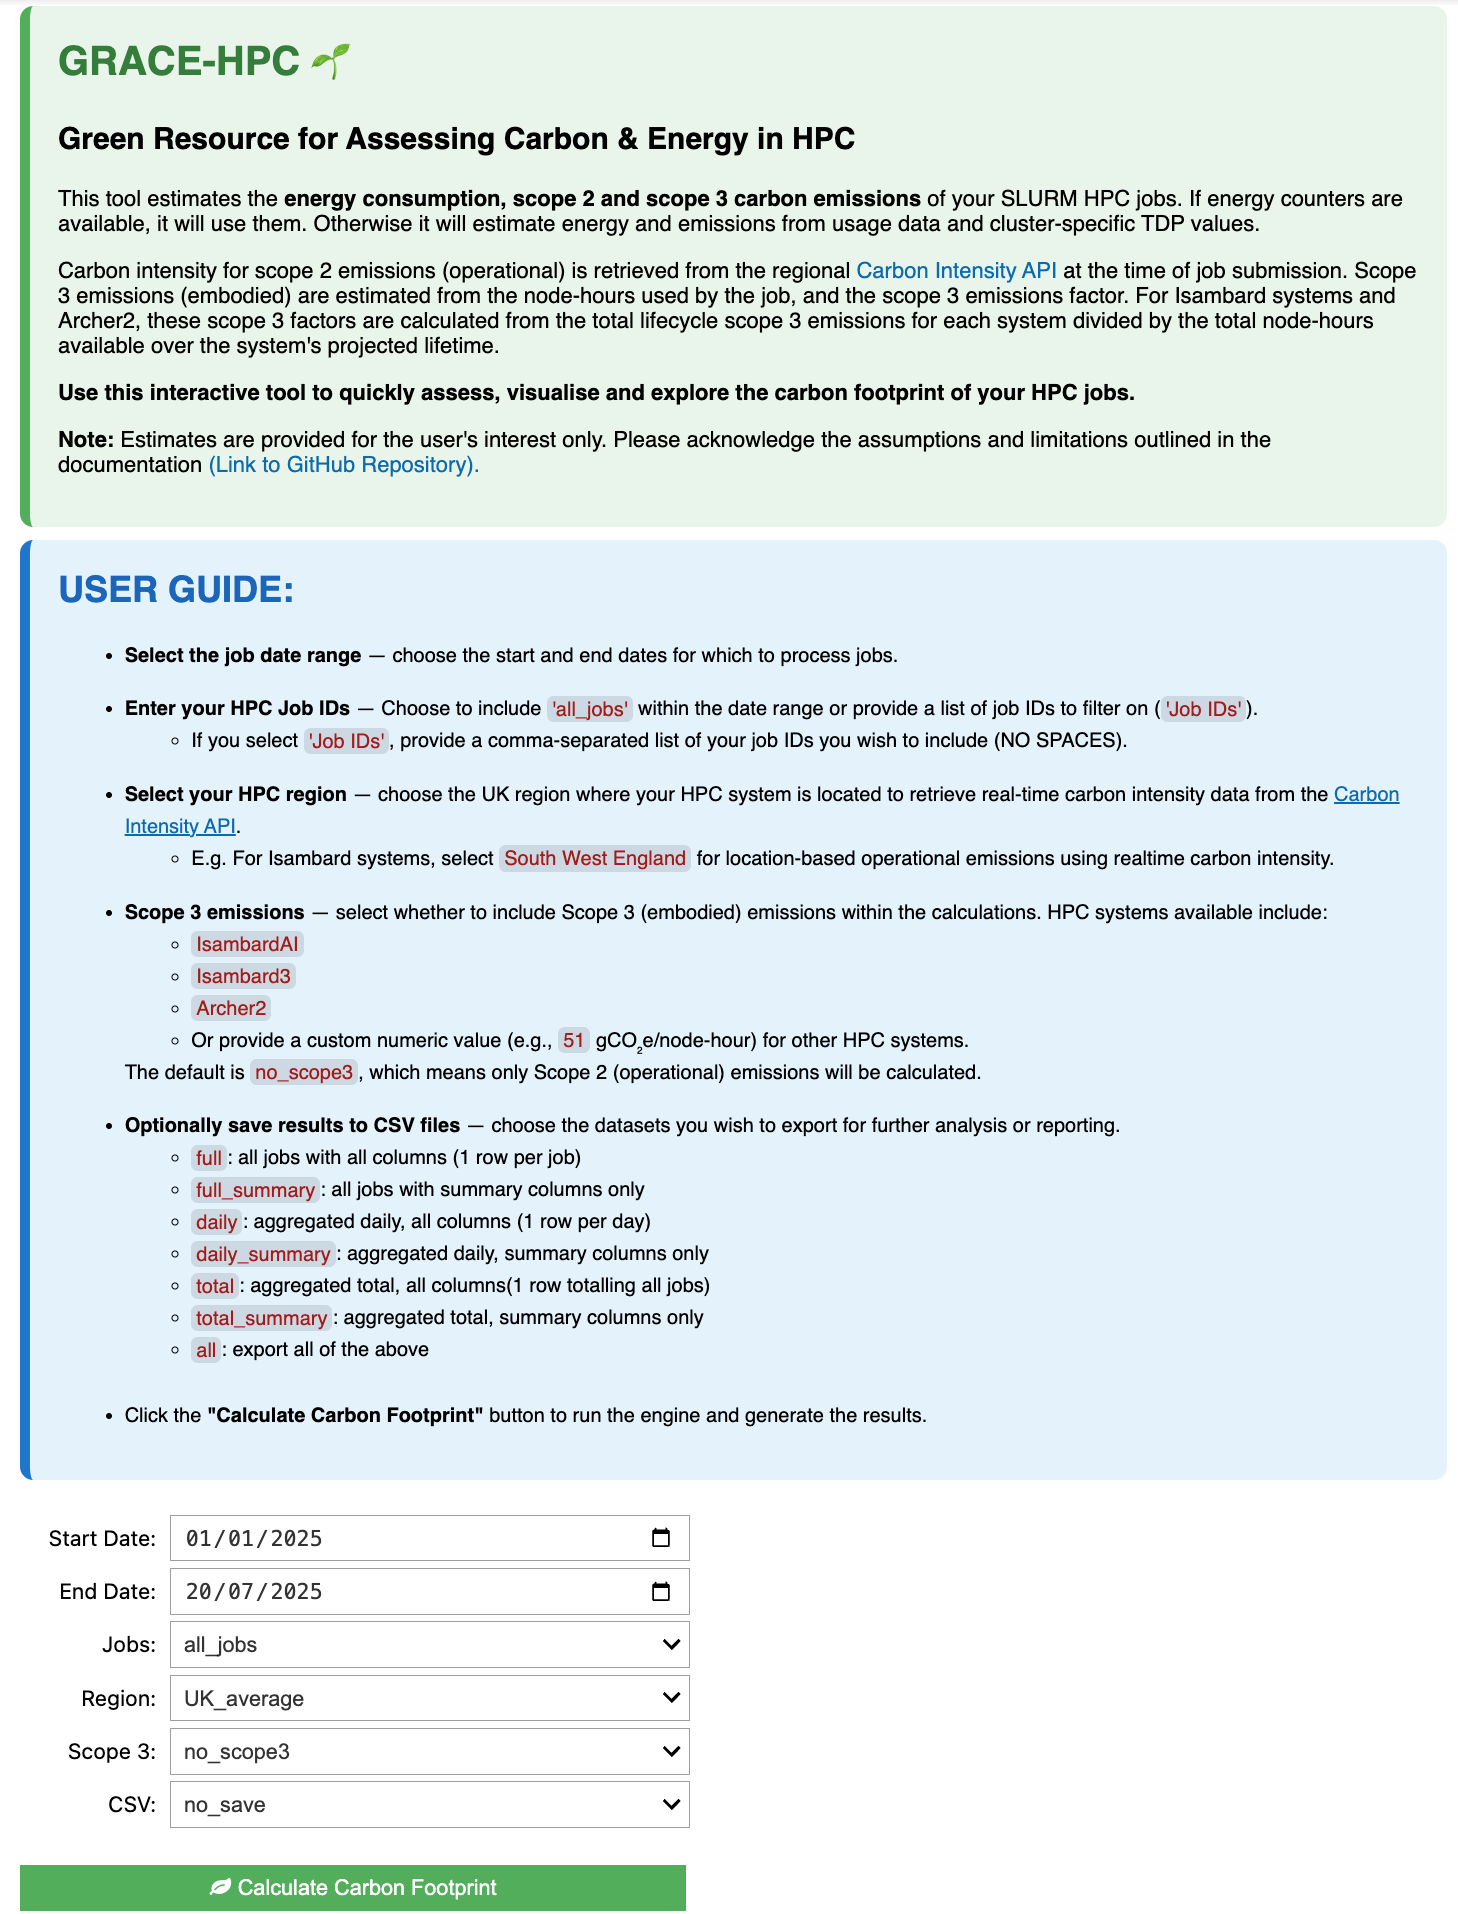 GRACE-HPC
Green Resource for Assessing Carbon & Energy in HPC
This tool estimates the energy consumption, scope 2 and scope 3 carbon emissions of your SLURM HPC jobs. If energy counters are
available, it will use them. Otherwise it will estimate energy and emissions from usage data and cluster-specific TDP values.
Carbon intensity for scope 2 emissions (operational) is retrieved from the regional Carbon Intensity API at the time of job submission. Scope
3 emissions (embodied) are estimated from the node-hours used by the job, and the scope 3 emissions factor. For Isambard systems and
Archer2, these scope 3 factors are calculated from the total lifecycle scope 3 emissions for each system divided by the total node-hours
available over the system's projected lifetime.
Use this interactive tool to quickly assess, visualise and explore the carbon footprint of your HPC jobs.
Note: Estimates are provided for the user's interest only. Please acknowledge the assumptions and limitations outlined in the
documentation (Link to GitHub Repository).
USER GUIDE:
• Select the job date range — choose the start and end dates for which to process jobs.
• Enter your HPC Job IDs — Choose to include 'all_jobs' within the date range or provide a list of job IDs to filter on ('Job IDs').
◦ If you select 'Job IDs', provide a comma-separated list of your job IDs you wish to include (NO SPACES).
• Select your HPC region — choose the UK region where your HPC system is located to retrieve real-time carbon intensity data from the Carbon
Intensity API.
◦ E.g. For Isambard systems, select South West England for location-based operational emissions using realtime carbon intensity.
• Scope 3 emissions — select whether to include Scope 3 (embodied) emissions within the calculations. HPC systems available include:
◦ IsambardAI
◦ Isambard3
◦ Archer2
◦ Or provide a custom numeric value (e.g., 51 gCO₂e/node-hour) for other HPC systems.
The default is no_scope3, which means only Scope 2 (operational) emissions will be calculated.
• Optionally save results to CSV files — choose the datasets you wish to export for further analysis or reporting.
◦ full: all jobs with all columns (1 row per job)
◦ full_summary: all jobs with summary columns only
◦ daily: aggregated daily, all columns (1 row per day)
◦ daily_summary: aggregated daily, summary columns only
◦ total: aggregated total, all columns(1 row totalling all jobs)
◦ total_summary: aggregated total, summary columns only
◦ all: export all of the above
• Click the "Calculate Carbon Footprint" button to run the engine and generate the results.
Start Date: 01/01/2025
End Date: 20/07/2025
Jobs: all_jobs
Region: UK_average
Scope 3: no_scope3
CSV: no_save
Calculate Carbon Footprint